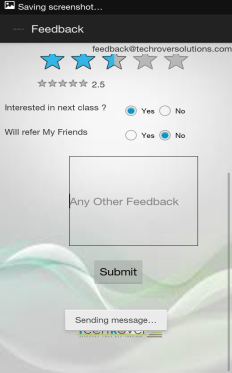 Saving screenshot...
Feedback
feedback@techroversolutions.com
2.5
Interested in next class ?
Yes No
Will refer My Friends
Yes No
Any Other Feedback
Submit
Sending message...